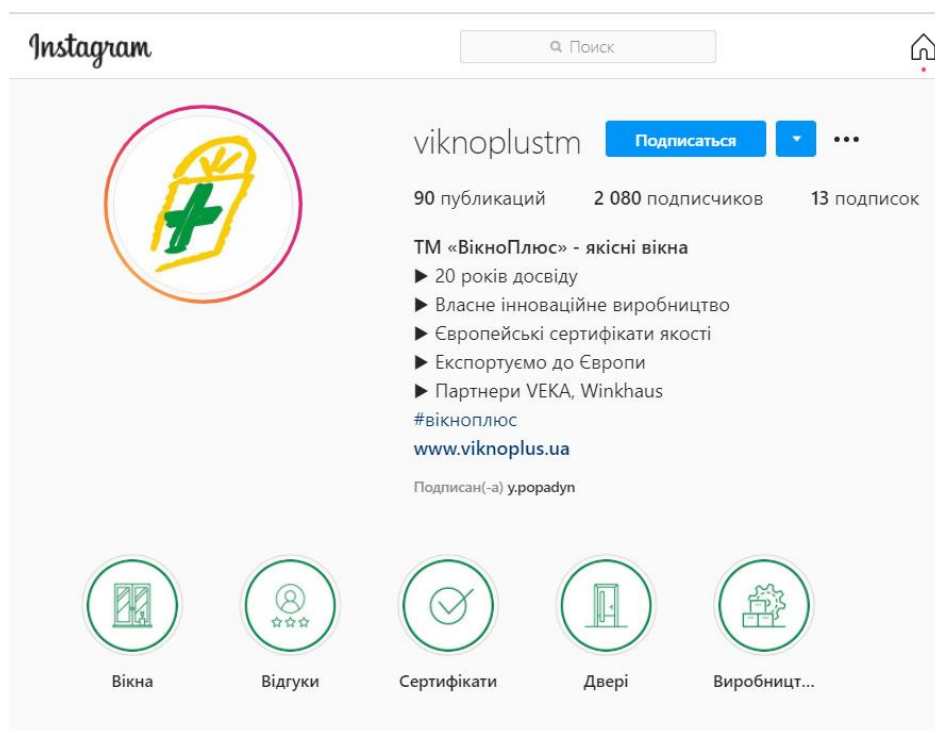 Instagram
Поиск
viknoplustm
Подписаться
90 публикаций 2 080 подписчиков 13 подписок
ТМ «ВікноПлюс» - якісні вікна
▶ 20 років досвіду
▶ Власне інноваційне виробництво
▶ Європейські сертифікати якості
▶ Експортуємо до Європи
▶ Партнери VEKA, Winkhaus
#вікноплюс
www.viknoplus.ua
Подписан(-а) y.popadyn
Вікна Відгуки Сертифікати Двері Виробницт...